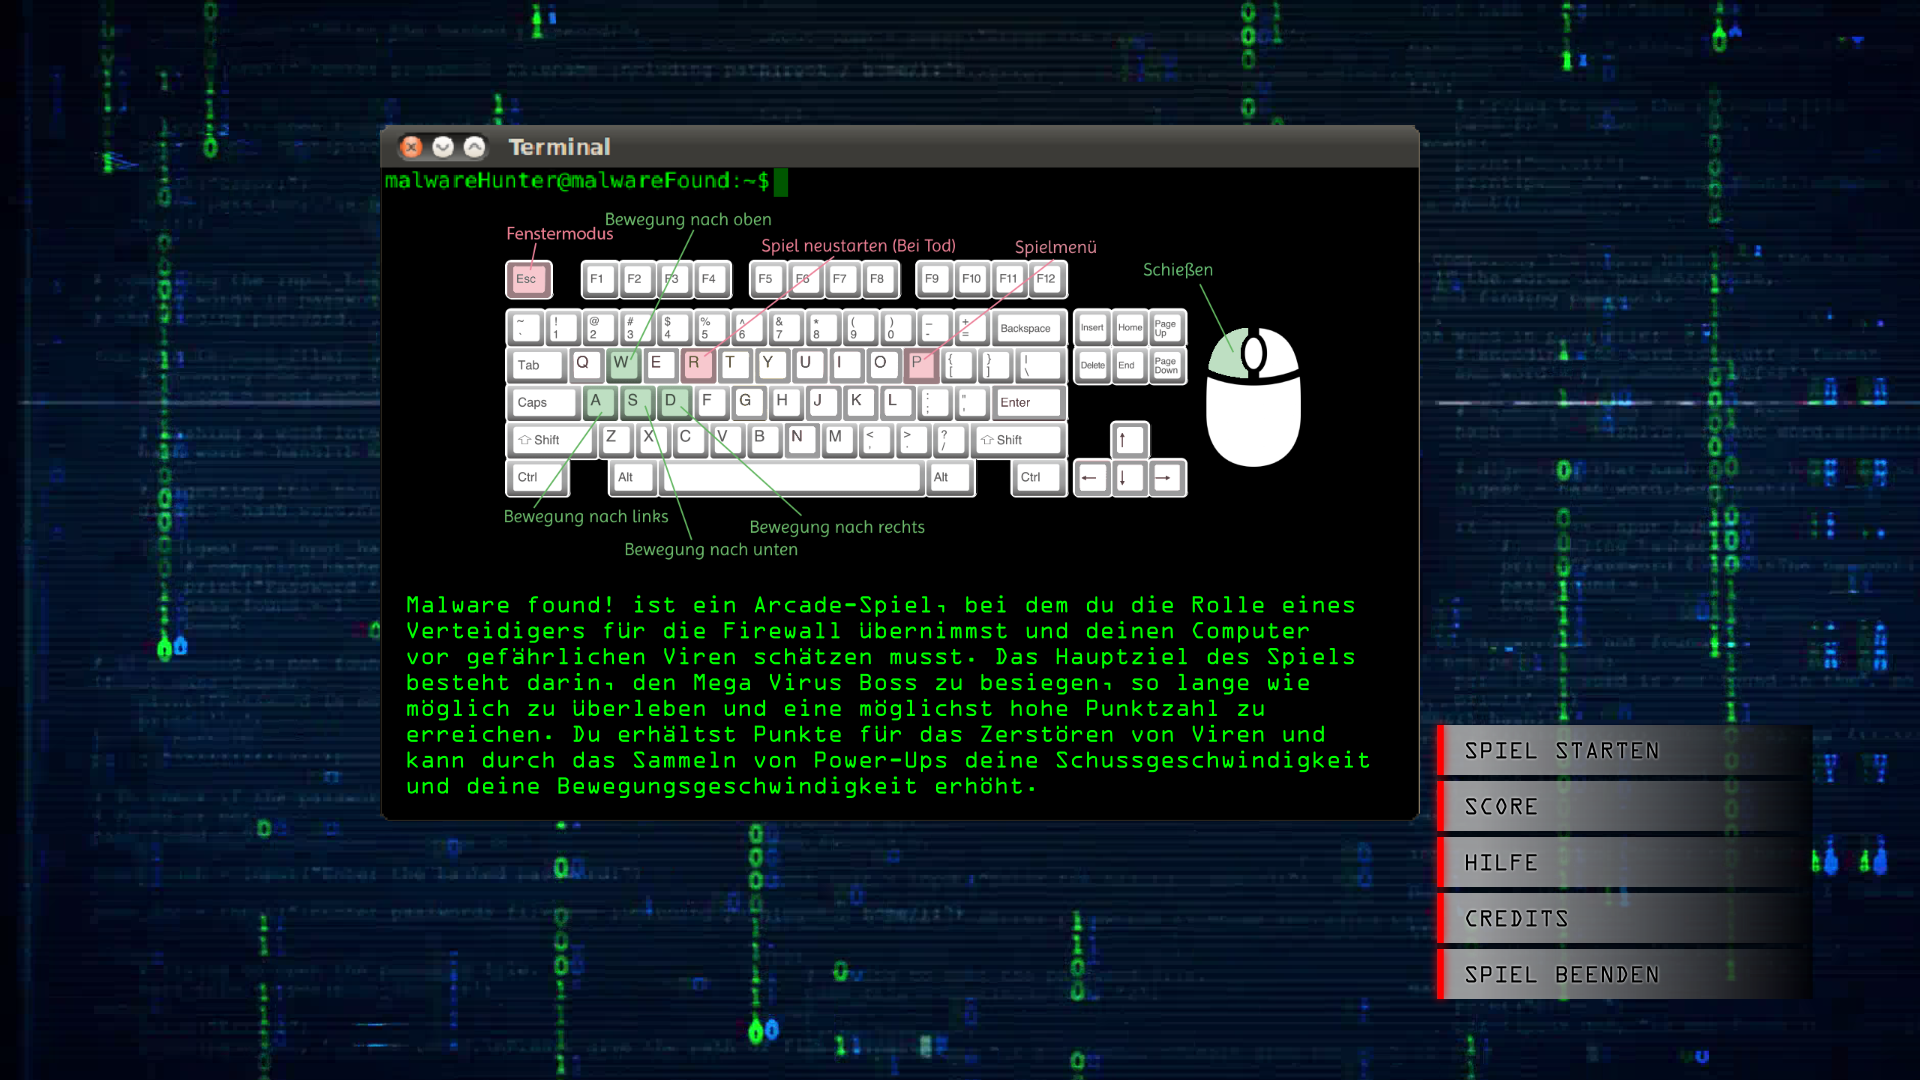 Terminal
malwareHunter@malwareFound:~$
Bewegung nach oben
Fenstermodus
Spiel neustarten (Bei Tod)
Spielmenü
Schießen
Esc F1 F2 F3 F4 F5 F6 F7 F8 F9 F10 F11 F12
~ ! @ # $ % ^ & * ( ) _ +
` 1 2 3 4 5 6 7 8 9 0 - = Backspace Insert Home Page Up
Tab Q W E R T Y U I O P { [ } ] | \ Delete End Page Down
Caps A S D F G H J K L : ; " ' Enter
⇧ Shift Z X C V B N M < , > . ? / ⇧ Shift ↑
Ctrl Alt Alt Ctrl ← ↓ →
Bewegung nach links
Bewegung nach rechts
Bewegung nach unten
Malware found! ist ein Arcade-Spiel, bei dem du die Rolle eines
Verteidigers für die Firewall übernimmst und deinen Computer
vor gefährlichen Viren schätzen musst. Das Hauptziel des Spiels
besteht darin, den Mega Virus Boss zu besiegen, so lange wie
möglich zu überleben und eine möglichst hohe Punktzahl zu
erreichen. Du erhältst Punkte für das Zerstören von Viren und
kann durch das Sammeln von Power-Ups deine Schussgeschwindigkeit
und deine Bewegungsgeschwindigkeit erhöht.
SPIEL STARTEN
SCORE
HILFE
CREDITS
SPIEL BEENDEN